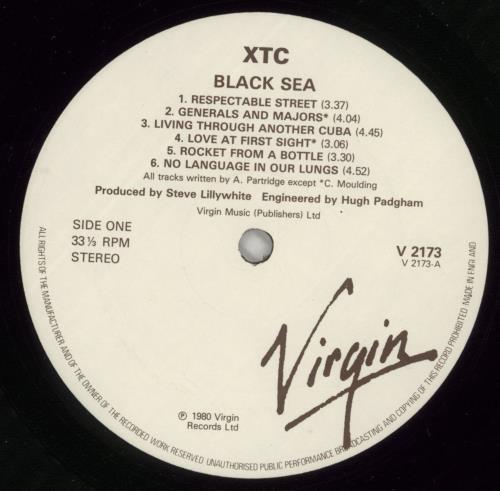 XTC
BLACK SEA
1. RESPECTABLE STREET (3.37)
2. GENERALS AND MAJORS* (4.04)
3. LIVING THROUGH ANOTHER CUBA (4.45)
4. LOVE AT FIRST SIGHT* (3.06)
5. ROCKET FROM A BOTTLE (3.30)
6. NO LANGUAGE IN OUR LUNGS (4.52)
All tracks written by A. Partridge except *C. Moulding
Produced by Steve Lillywhite Engineered by Hugh Padgham
Virgin Music (Publishers) Ltd
SIDE ONE
33⅓ RPM
STEREO
V 2173
V 2173-A
Virgin
℗ 1980 Virgin
Records Ltd
ALL RIGHTS OF THE MANUFACTURER AND OF THE OWNER OF THE RECORDED WORK RESERVED. UNAUTHORISED PUBLIC PERFORMANCE BROADCASTING AND COPYING OF THIS RECORD PROHIBITED. MADE IN ENGLAND